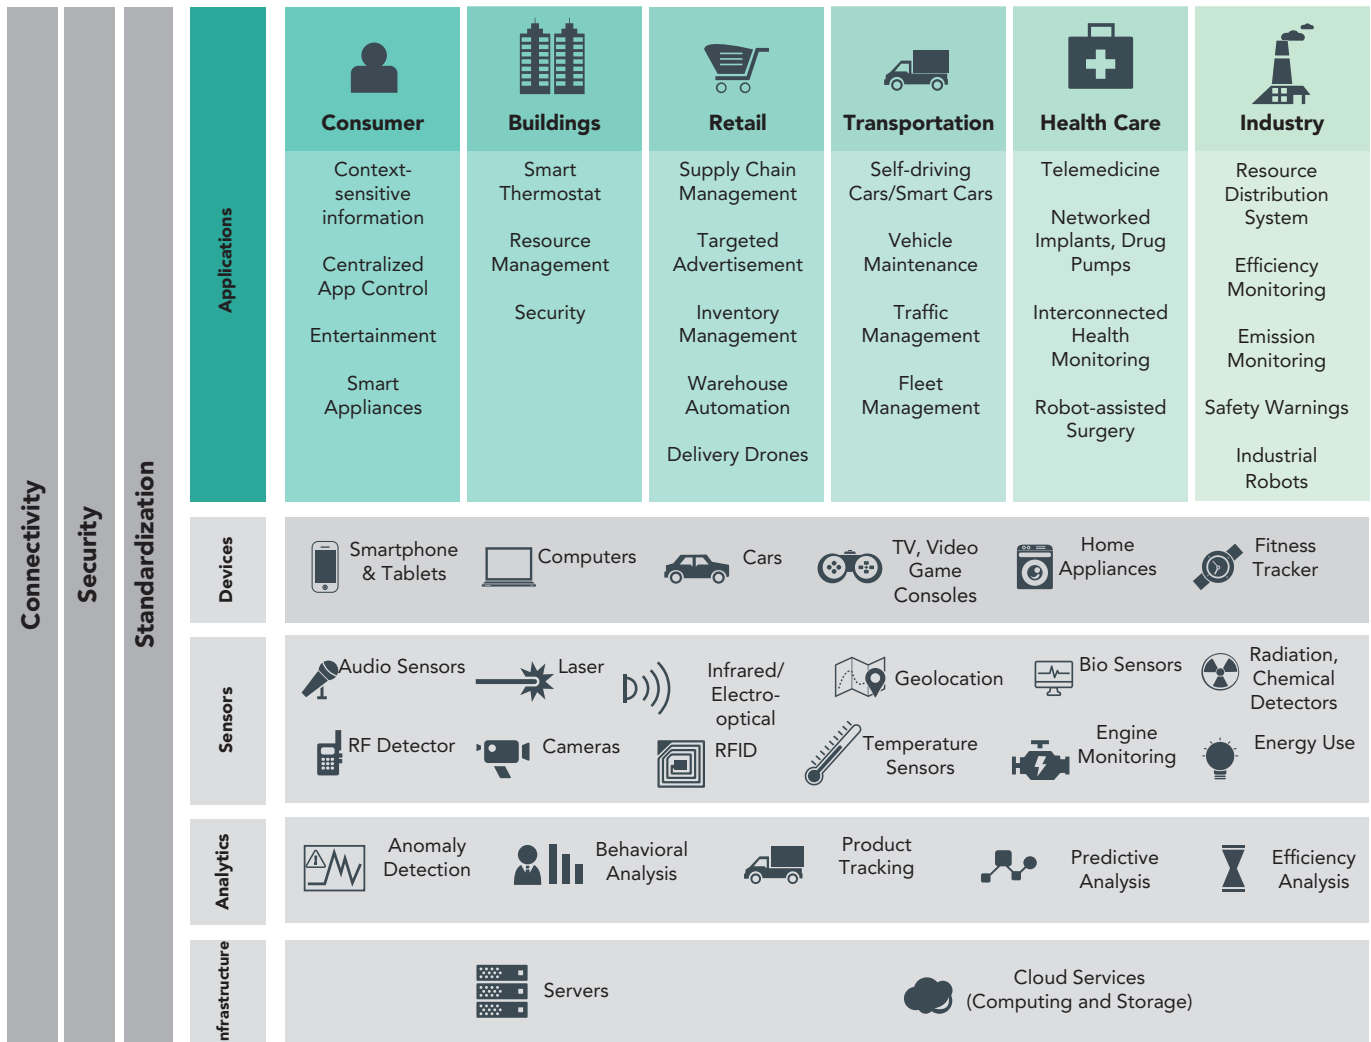 Connectivity
Security
Standardization
Applications
Consumer
Context-
sensitive
information
Centralized
App Control
Entertainment
Smart
Appliances
Buildings
Smart
Thermostat
Resource
Management
Security
Retail
Supply Chain
Management
Targeted
Advertisement
Inventory
Management
Warehouse
Automation
Delivery Drones
Transportation
Self-driving
Cars/Smart Cars
Vehicle
Maintenance
Traffic
Management
Fleet
Management
Health Care
Telemedicine
Networked
Implants, Drug
Pumps
Interconnected
Health
Monitoring
Robot-assisted
Surgery
Industry
Resource
Distribution
System
Efficiency
Monitoring
Emission
Monitoring
Safety Warnings
Industrial
Robots
Devices
Smartphone
& Tablets
Computers
Cars
TV, Video
Game
Consoles
Home
Appliances
Fitness
Tracker
Sensors
Audio Sensors
Laser
Infrared/
Electro-
optical
Geolocation
Bio Sensors
Radiation,
Chemical
Detectors
RF Detector
Cameras
RFID
Temperature
Sensors
Engine
Monitoring
Energy Use
Analytics
Anomaly
Detection
Behavioral
Analysis
Product
Tracking
Predictive
Analysis
Efficiency
Analysis
nfrastructure
Servers
Cloud Services
(Computing and Storage)